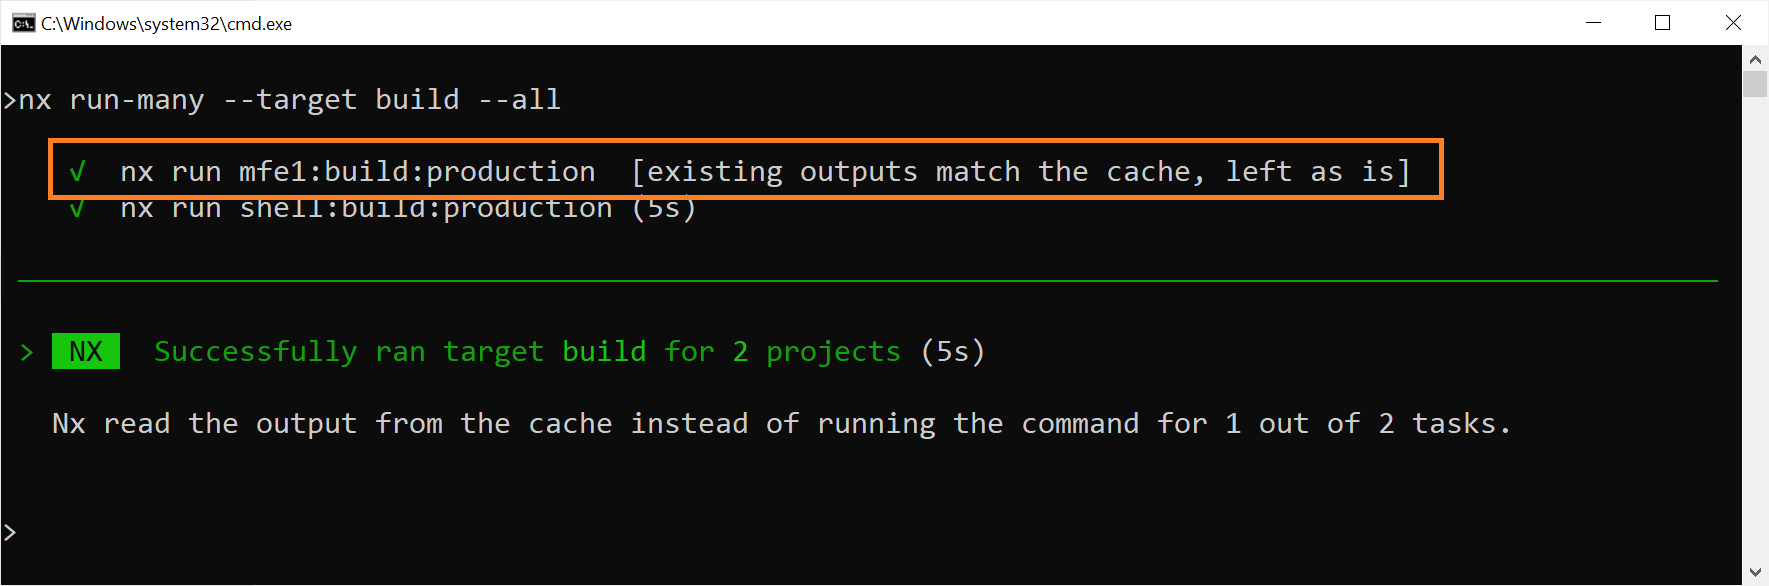 C:\Windows\system32\cmd.exe
>nx run-many --target build --all
√ nx run mfe1:build:production [existing outputs match the cache, left as is]
√ nx run shell:build:production (5s)
> NX Successfully ran target build for 2 projects (5s)
Nx read the output from the cache instead of running the command for 1 out of 2 tasks.
>